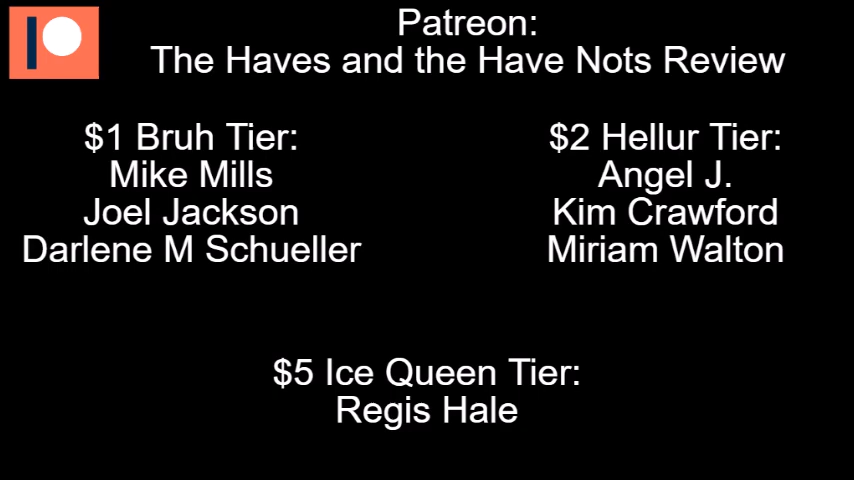 Patreon:
The Haves and the Have Nots Review
$1 Bruh Tier:
Mike Mills
Joel Jackson
Darlene M Schueller
$2 Hellur Tier:
Angel J.
Kim Crawford
Miriam Walton
$5 Ice Queen Tier:
Regis Hale